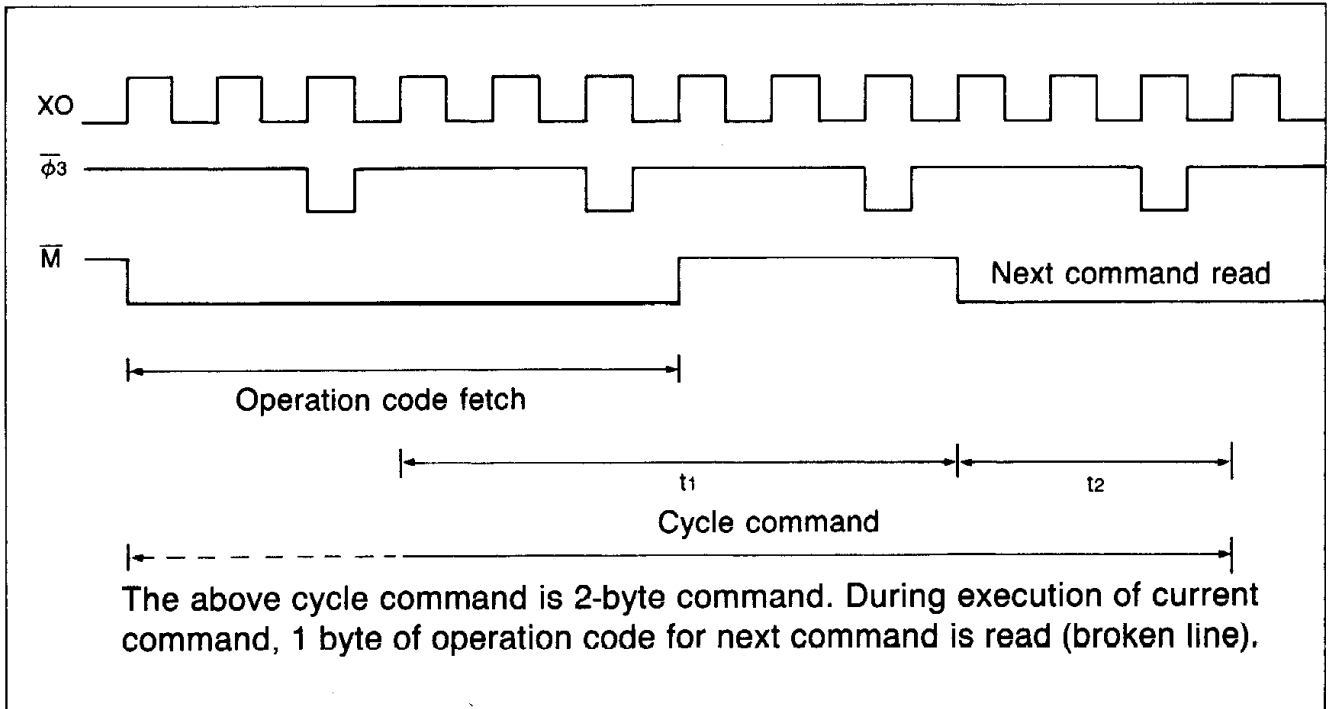 XO
φ̅3
M̅
Next command read
Operation code fetch
t1
t2
Cycle command
The above cycle command is 2-byte command. During execution of current
command, 1 byte of operation code for next command is read (broken line).